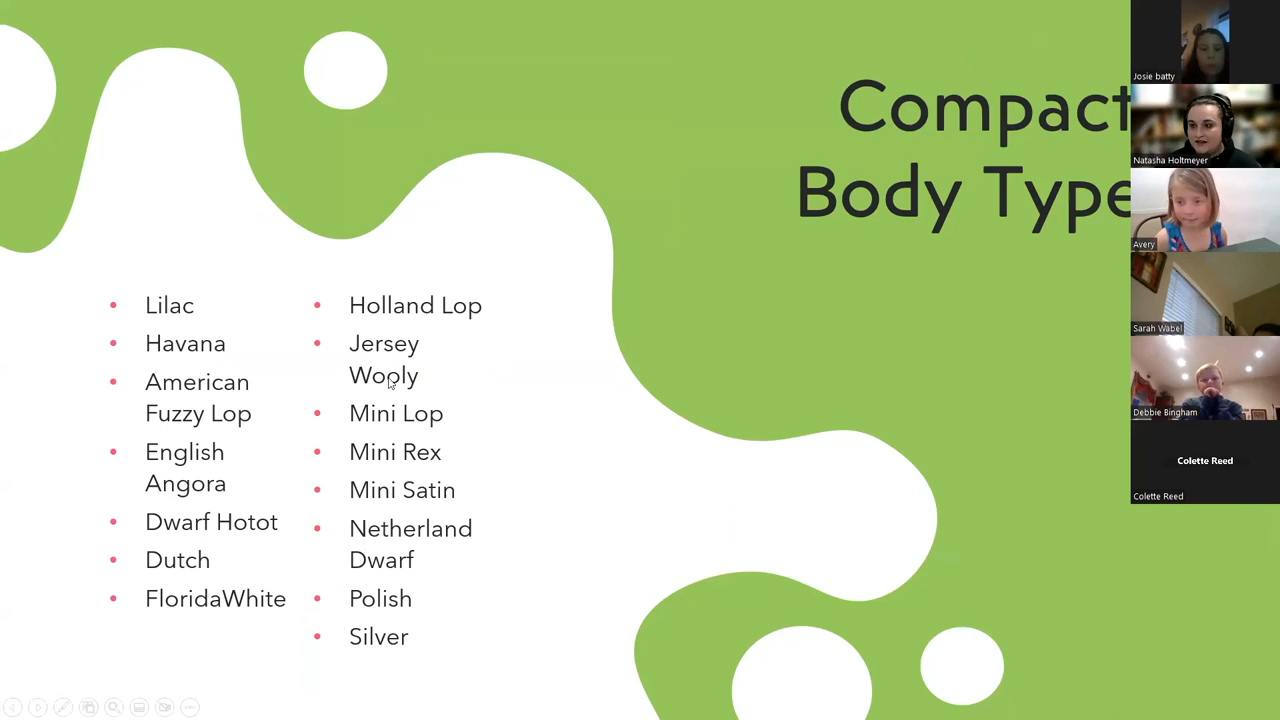 Compact
Body Type
Lilac
Havana
American
Fuzzy Lop
English
Angora
Dwarf Hotot
Dutch
FloridaWhite
Holland Lop
Jersey
Wooly
Mini Lop
Mini Rex
Mini Satin
Netherland
Dwarf
Polish
Silver
Josie batty
Natasha Holtmeyer
Avery
Sarah Wabel
Debbie Bingham
Colette Reed
Colette Reed